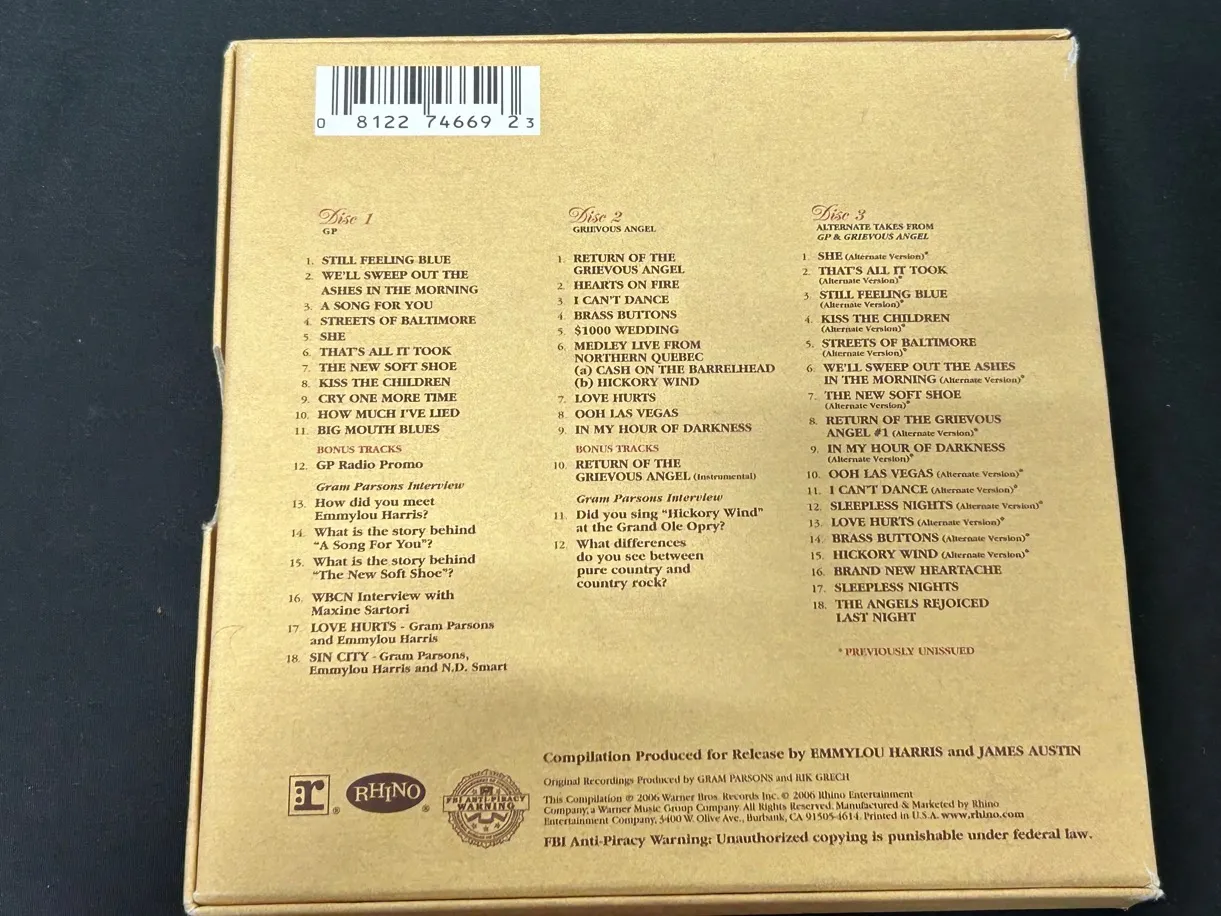 0 81227 46692 3
Disc 1
GP
1. STILL FEELING BLUE
2. WE'LL SWEEP OUT THE
ASHES IN THE MORNING
3. A SONG FOR YOU
4. STREETS OF BALTIMORE
5. SHE
6. THAT'S ALL IT TOOK
7. THE NEW SOFT SHOE
8. KISS THE CHILDREN
9. CRY ONE MORE TIME
10. HOW MUCH I'VE LIED
11. BIG MOUTH BLUES
BONUS TRACKS
12. GP Radio Promo
Gram Parsons Interview
13. How did you meet
Emmylou Harris?
14. What is the story behind
"A Song For You"?
15. What is the story behind
"The New Soft Shoe"?
16. WBCN Interview with
Maxine Sartori
17. LOVE HURTS - Gram Parsons
and Emmylou Harris
18. SIN CITY - Gram Parsons,
Emmylou Harris and N.D. Smart
Disc 2
GRIEVOUS ANGEL
1. RETURN OF THE
GRIEVOUS ANGEL
2. HEARTS ON FIRE
3. I CAN'T DANCE
4. BRASS BUTTONS
5. $1000 WEDDING
6. MEDLEY LIVE FROM
NORTHERN QUEBEC
(a) CASH ON THE BARRELHEAD
(b) HICKORY WIND
7. LOVE HURTS
8. OOH LAS VEGAS
9. IN MY HOUR OF DARKNESS
BONUS TRACKS
10. RETURN OF THE
GRIEVOUS ANGEL (Instrumental)
Gram Parsons Interview
11. Did you sing "Hickory Wind"
at the Grand Ole Opry?
12. What differences
do you see between
pure country and
country rock?
Disc 3
ALTERNATE TAKES FROM
GP & GRIEVOUS ANGEL
1. SHE (Alternate Version)*
2. THAT'S ALL IT TOOK
(Alternate Version)*
3. STILL FEELING BLUE
(Alternate Version)*
4. KISS THE CHILDREN
(Alternate Version)*
5. STREETS OF BALTIMORE
(Alternate Version)*
6. WE'LL SWEEP OUT THE ASHES
IN THE MORNING (Alternate Version)*
7. THE NEW SOFT SHOE
(Alternate Version)*
8. RETURN OF THE GRIEVOUS
ANGEL #1 (Alternate Version)*
9. IN MY HOUR OF DARKNESS
(Alternate Version)*
10. OOH LAS VEGAS (Alternate Version)*
11. I CAN'T DANCE (Alternate Version)*
12. SLEEPLESS NIGHTS (Alternate Version)*
13. LOVE HURTS (Alternate Version)*
14. BRASS BUTTONS (Alternate Version)*
15. HICKORY WIND (Alternate Version)*
16. BRAND NEW HEARTACHE
17. SLEEPLESS NIGHTS
18. THE ANGELS REJOICED
LAST NIGHT
* PREVIOUSLY UNISSUED
Compilation Produced for Release by EMMYLOU HARRIS and JAMES AUSTIN
Original Recordings Produced by GRAM PARSONS and RIK GRECH
This Compilation ℗ 2006 Warner Bros. Records Inc. © 2006 Rhino Entertainment
Company, a Warner Music Group Company. All Rights Reserved. Manufactured & Marketed by Rhino
Entertainment Company, 3400 W. Olive Ave., Burbank, CA 91505-4614. Printed in U.S.A. www.rhino.com
FBI Anti-Piracy Warning: Unauthorized copying is punishable under federal law.
r ®
RHINO ®
FBI ANTI-PIRACY
WARNING